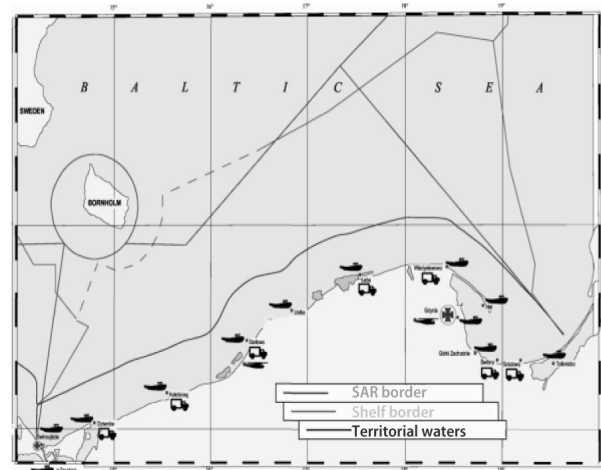 15°
16°
17°
18°
19°
B A L T I C S E A
SWEDEN
BORNHOLM
Władysławowo
Łeba
Hel
Ustka
Gdynia
Darłowo
Górki Zachodnie
Świbno
Sztutowo
Tolkmicko
Kołobrzeg
SAR border
Shelf border
Dziwnów
Territorial waters
Świnoujście